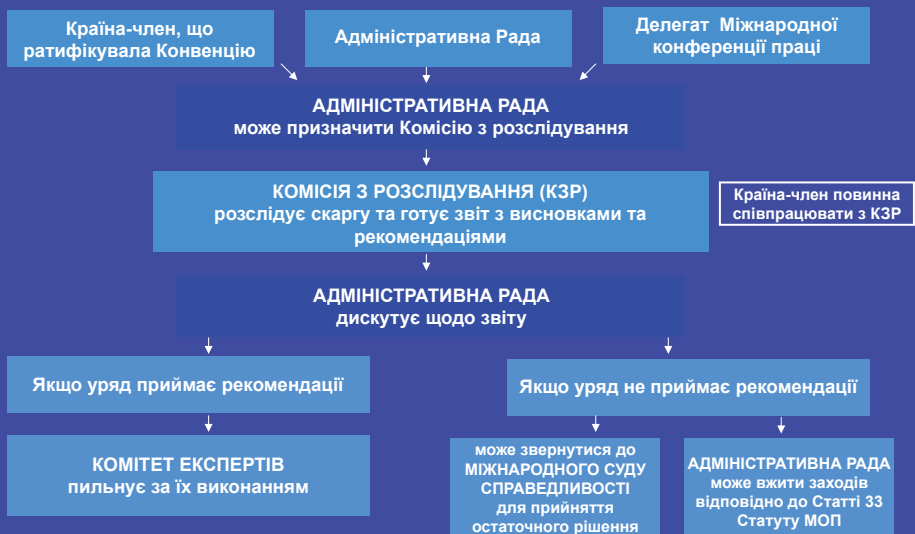 Країна-член, що
ратифікувала Конвенцію
Адміністративна Рада
Делегат Міжнародної
конференції праці
АДМІНІСТРАТИВНА РАДА
може призначити Комісію з розслідування
КОМІСІЯ З РОЗСЛІДУВАННЯ (КЗР)
розслідує скаргу та готує звіт з висновками та
рекомендаціями
Країна-член повинна
співпрацювати з КЗР
АДМІНІСТРАТИВНА РАДА
дискутує щодо звіту
Якщо уряд приймає рекомендації
Якщо уряд не приймає рекомендації
КОМІТЕТ ЕКСПЕРТІВ
пильнує за їх виконанням
може звернутися до
МІЖНАРОДНОГО СУДУ
СПРАВЕДЛИВОСТІ
для прийняття
остаточного рішення
АДМІНІСТРАТИВНА РАДА
може вжити заходів
відповідно до Статті 33
Статуту МОП